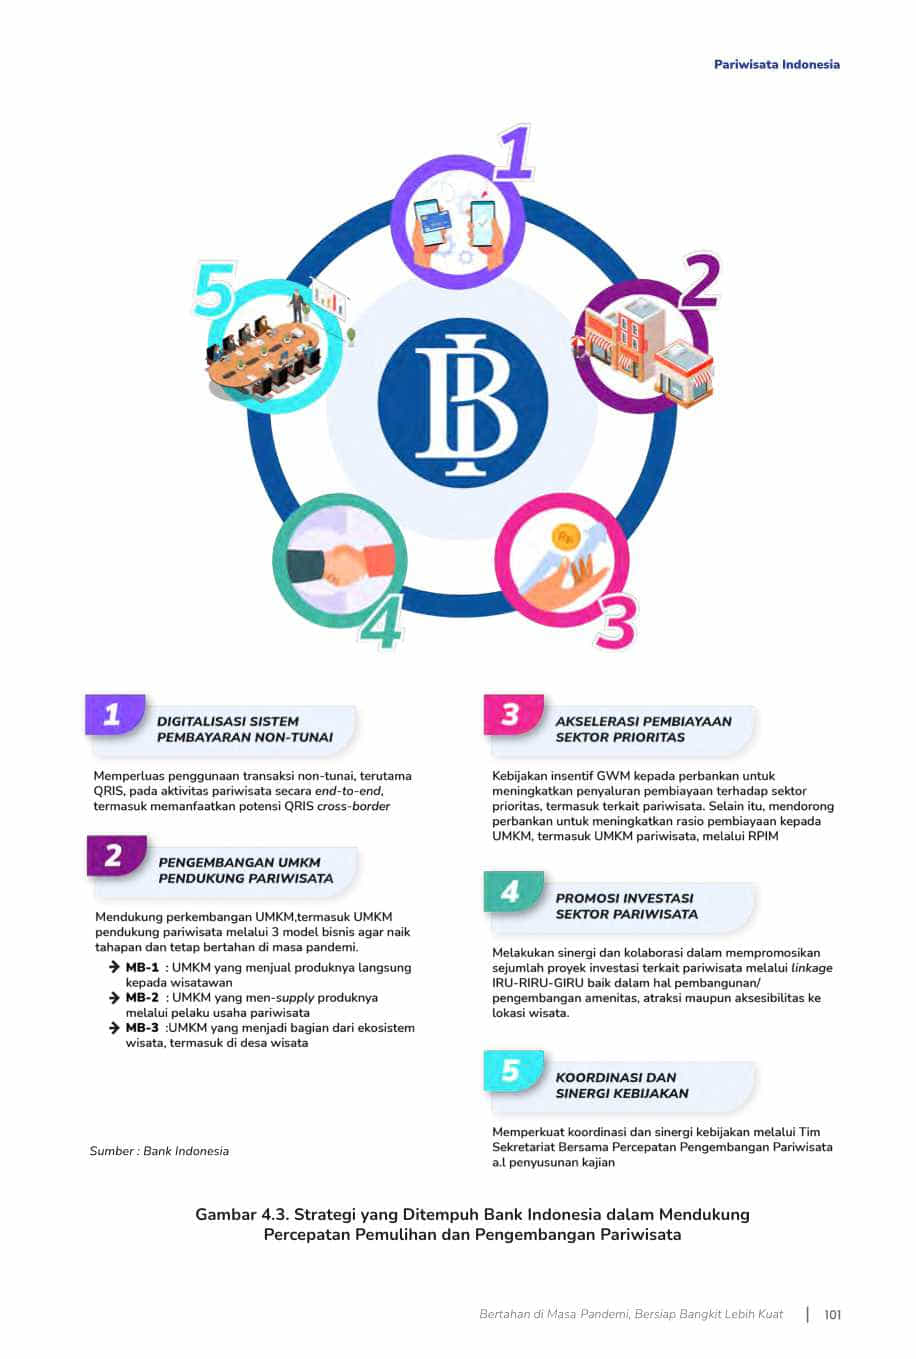 Pariwisata Indonesia
1
2
5
BI
4
3
1
DIGITALISASI SISTEM
PEMBAYARAN NON-TUNAI
Memperluas penggunaan transaksi non-tunai, terutama
QRIS, pada aktivitas pariwisata secara end-to-end,
termasuk memanfaatkan potensi QRIS cross-border
2
PENGEMBANGAN UMKM
PENDUKUNG PARIWISATA
Mendukung perkembangan UMKM,termasuk UMKM
pendukung pariwisata melalui 3 model bisnis agar naik
tahapan dan tetap bertahan di masa pandemi.
→ MB-1 : UMKM yang menjual produknya langsung
kepada wisatawan
→ MB-2 : UMKM yang men-supply produknya
melalui pelaku usaha pariwisata
→ MB-3 :UMKM yang menjadi bagian dari ekosistem
wisata, termasuk di desa wisata
3
AKSELERASI PEMBIAYAAN
SEKTOR PRIORITAS
Kebijakan insentif GWM kepada perbankan untuk
meningkatkan penyaluran pembiayaan terhadap sektor
prioritas, termasuk terkait pariwisata. Selain itu, mendorong
perbankan untuk meningkatkan rasio pembiayaan kepada
UMKM, termasuk UMKM pariwisata, melalui RPIM
4
PROMOSI INVESTASI
SEKTOR PARIWISATA
Melakukan sinergi dan kolaborasi dalam mempromosikan
sejumlah proyek investasi terkait pariwisata melalui linkage
IRU-RIRU-GIRU baik dalam hal pembangunan/
pengembangan amenitas, atraksi maupun aksesibilitas ke
lokasi wisata.
5
KOORDINASI DAN
SINERGI KEBIJAKAN
Memperkuat koordinasi dan sinergi kebijakan melalui Tim
Sekretariat Bersama Percepatan Pengembangan Pariwisata
a.l penyusunan kajian
Sumber : Bank Indonesia
Gambar 4.3. Strategi yang Ditempuh Bank Indonesia dalam Mendukung
Percepatan Pemulihan dan Pengembangan Pariwisata
Bertahan di Masa Pandemi, Bersiap Bangkit Lebih Kuat | 101